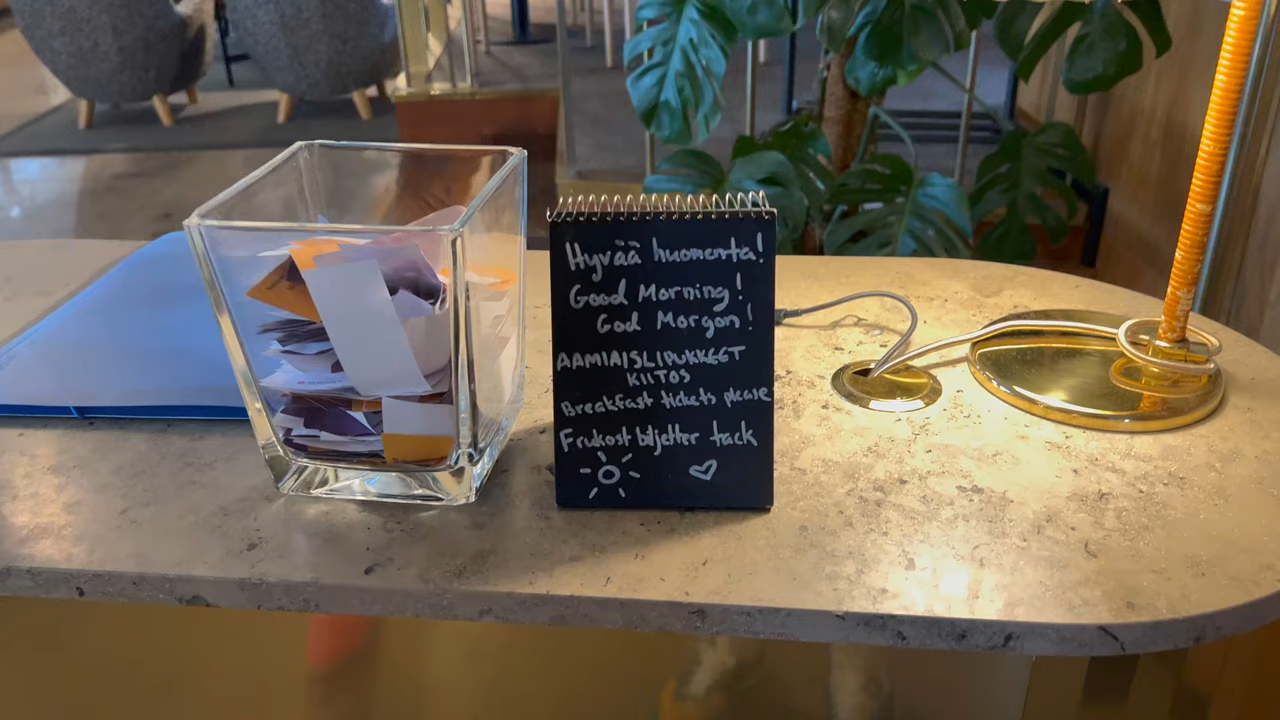 Hyvää huomenta!
Good Morning!
God Morgon!
AAMIAISLIPUKKEET
KIITOS
Breakfast tickets please
Frukost biljetter tack